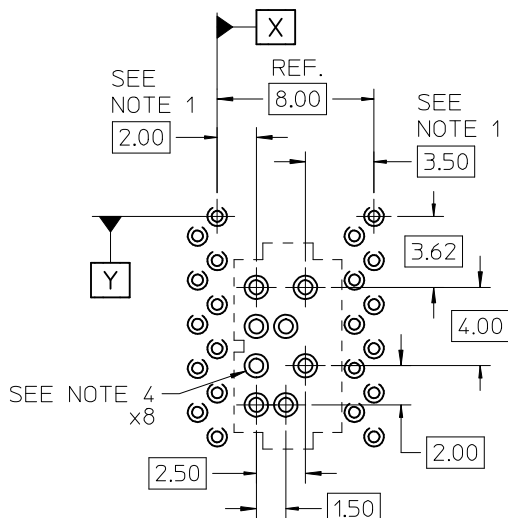 X
SEE
NOTE 1
REF.
8.00
SEE
NOTE 1
2.00
3.50
Y
3.62
4.00
SEE NOTE 4
x8
2.00
2.50
1.50